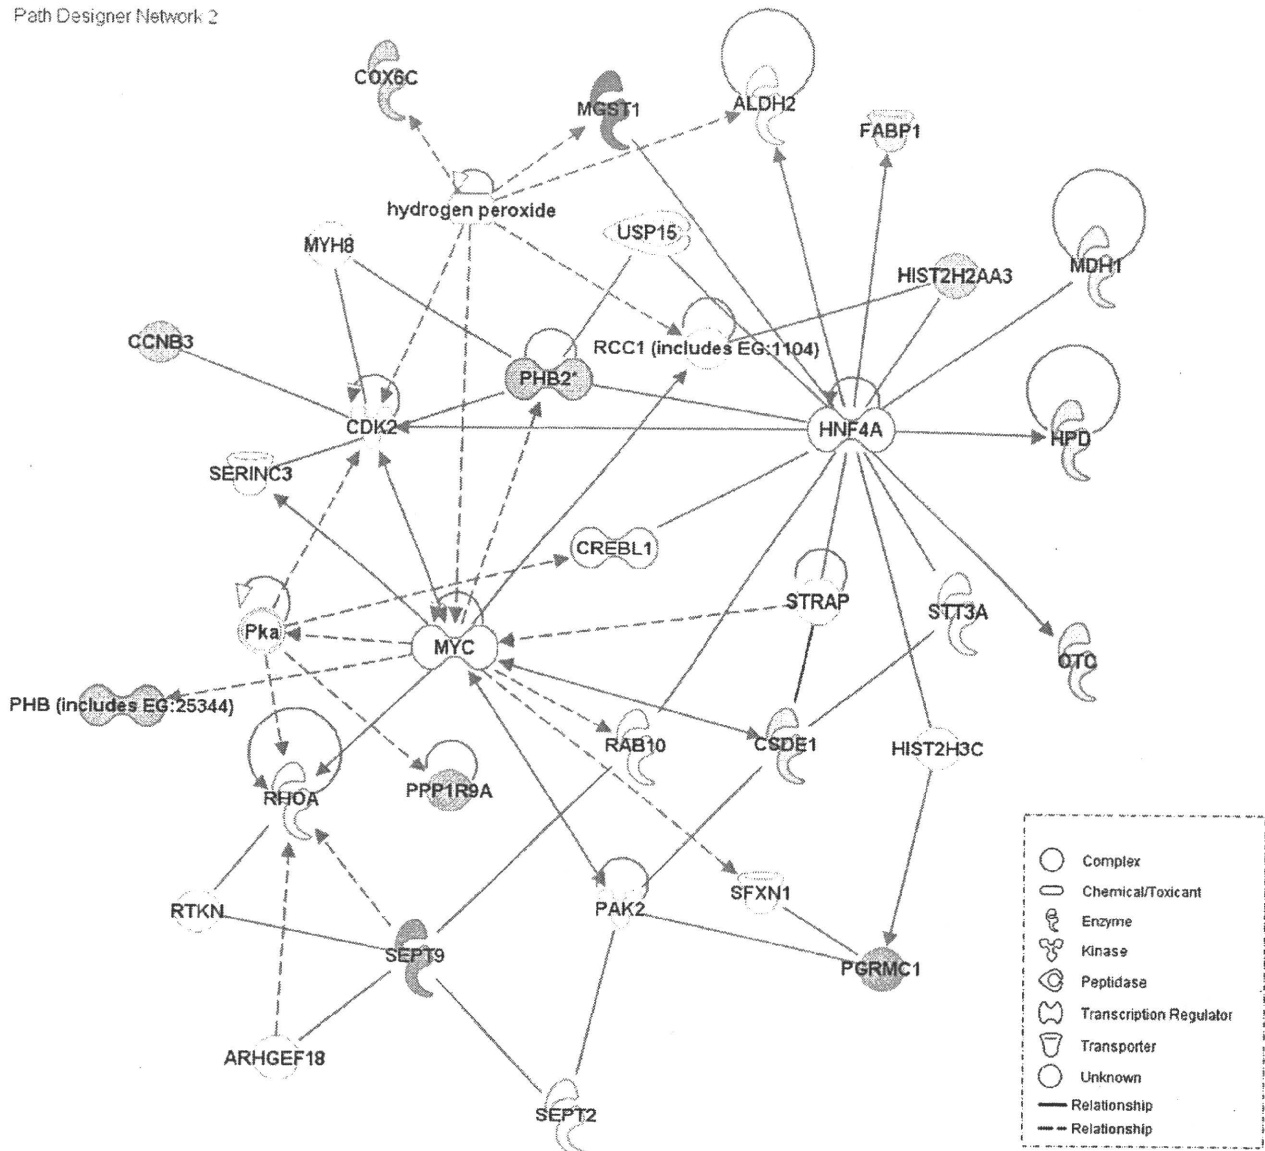 Path Designer Network 2
COX6C
MGST1
ALDH2
FABP1
hydrogen peroxide
MYH8
USP15
HIST2H2AA3
MDH1
CCNB3
RCC1 (includes EG:1104)
PHB2*
CDK2
HNF4A
HPD
SERINC3
CREBL1
STRAP
STT3A
Pka
MYC
OTC
PHB (includes EG:25344)
RAB10
CSDE1
HIST2H3C
RHOA
PPP1R9A
RTKN
PAK2
SFXN1
SEPT9
PGRMC1
ARHGEF18
SEPT2
Complex
Chemical/Toxicant
Enzyme
Kinase
Peptidase
Transcription Regulator
Transporter
Unknown
Relationship
Relationship